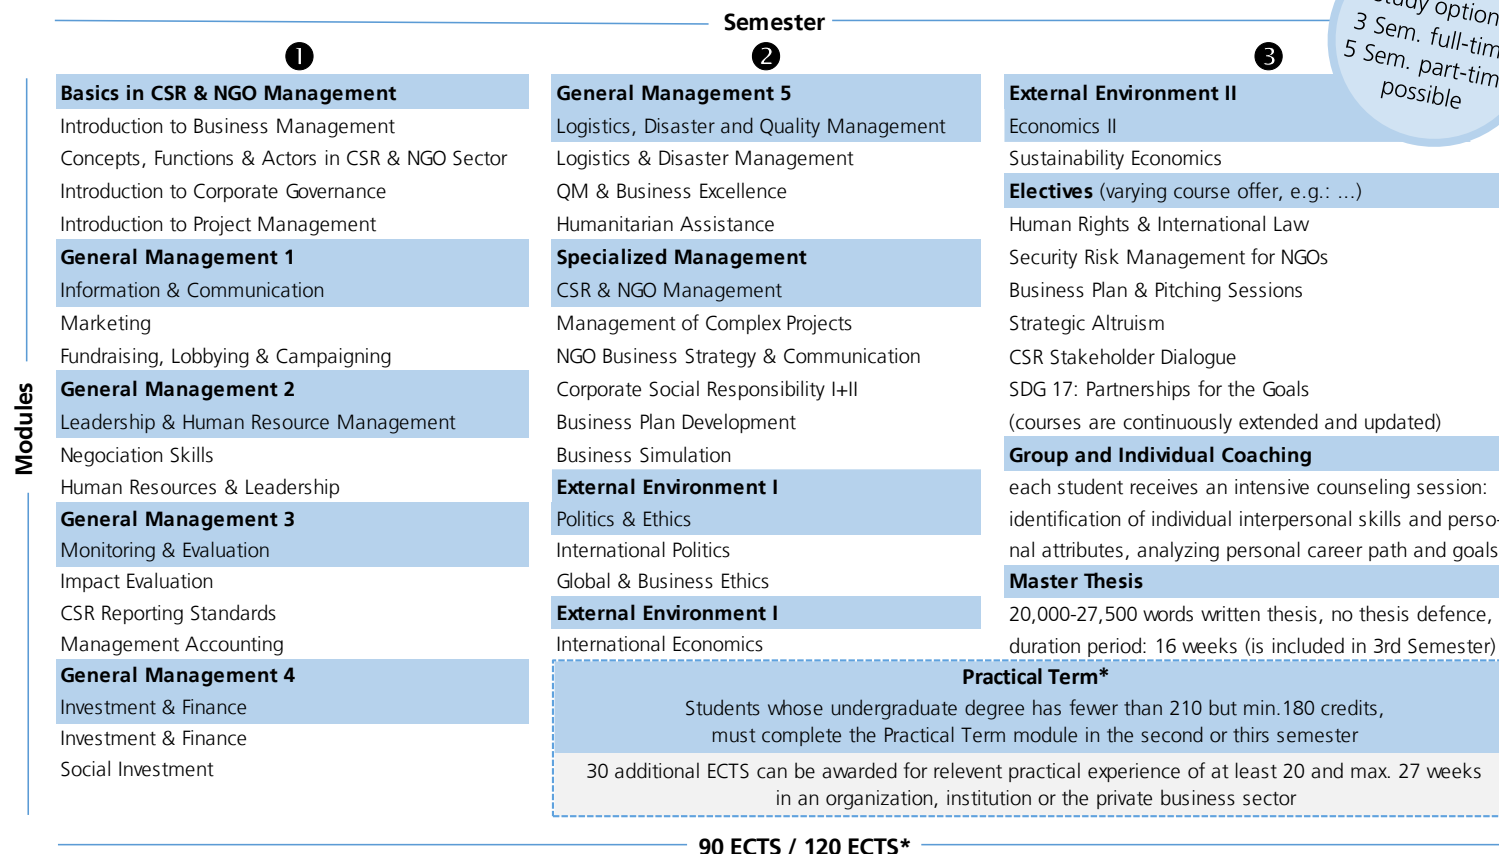 Semester
Study option
3 Sem. full-tim
5 Sem. part-tim
possible
1
2
3
Modules
Basics in CSR & NGO Management
Introduction to Business Management
Concepts, Functions & Actors in CSR & NGO Sector
Introduction to Corporate Governance
Introduction to Project Management
General Management 1
Information & Communication
Marketing
Fundraising, Lobbying & Campaigning
General Management 2
Leadership & Human Resource Management
Negociation Skills
Human Resources & Leadership
General Management 3
Monitoring & Evaluation
Impact Evaluation
CSR Reporting Standards
Management Accounting
General Management 4
Investment & Finance
Investment & Finance
Social Investment
General Management 5
Logistics, Disaster and Quality Management
Logistics & Disaster Management
QM & Business Excellence
Humanitarian Assistance
Specialized Management
CSR & NGO Management
Management of Complex Projects
NGO Business Strategy & Communication
Corporate Social Responsibility I+II
Business Plan Development
Business Simulation
External Environment I
Politics & Ethics
International Politics
Global & Business Ethics
External Environment I
International Economics
External Environment II
Economics II
Sustainability Economics
Electives (varying course offer, e.g.: ...)
Human Rights & International Law
Security Risk Management for NGOs
Business Plan & Pitching Sessions
Strategic Altruism
CSR Stakeholder Dialogue
SDG 17: Partnerships for the Goals
(courses are continuously extended and updated)
Group and Individual Coaching
each student receives an intensive counseling session:
identification of individual interpersonal skills and perso-
nal attributes, analyzing personal career path and goals
Master Thesis
20,000-27,500 words written thesis, no thesis defence,
duration period: 16 weeks (is included in 3rd Semester)
Practical Term*
Students whose undergraduate degree has fewer than 210 but min.180 credits,
must complete the Practical Term module in the second or thirs semester
30 additional ECTS can be awarded for relevent practical experience of at least 20 and max. 27 weeks
in an organization, institution or the private business sector
90 ECTS / 120 ECTS*